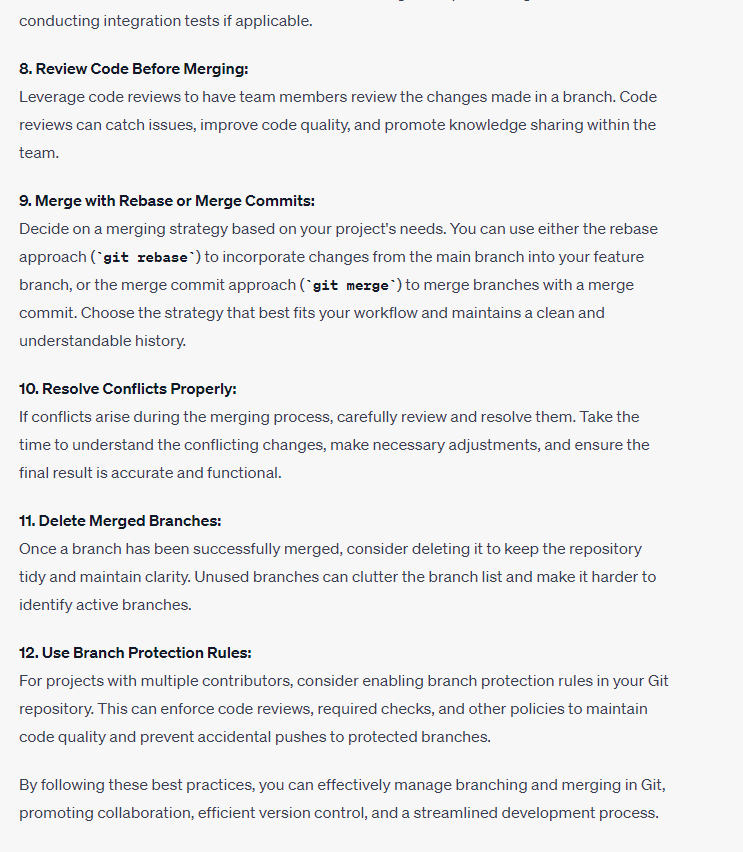 conducting integration tests if applicable.
8. Review Code Before Merging:
Leverage code reviews to have team members review the changes made in a branch. Code
reviews can catch issues, improve code quality, and promote knowledge sharing within the
team.
9. Merge with Rebase or Merge Commits:
Decide on a merging strategy based on your project's needs. You can use either the rebase
approach (`git rebase`) to incorporate changes from the main branch into your feature
branch, or the merge commit approach (`git merge`) to merge branches with a merge
commit. Choose the strategy that best fits your workflow and maintains a clean and
understandable history.
10. Resolve Conflicts Properly:
If conflicts arise during the merging process, carefully review and resolve them. Take the
time to understand the conflicting changes, make necessary adjustments, and ensure the
final result is accurate and functional.
11. Delete Merged Branches:
Once a branch has been successfully merged, consider deleting it to keep the repository
tidy and maintain clarity. Unused branches can clutter the branch list and make it harder to
identify active branches.
12. Use Branch Protection Rules:
For projects with multiple contributors, consider enabling branch protection rules in your Git
repository. This can enforce code reviews, required checks, and other policies to maintain
code quality and prevent accidental pushes to protected branches.
By following these best practices, you can effectively manage branching and merging in Git,
promoting collaboration, efficient version control, and a streamlined development process.